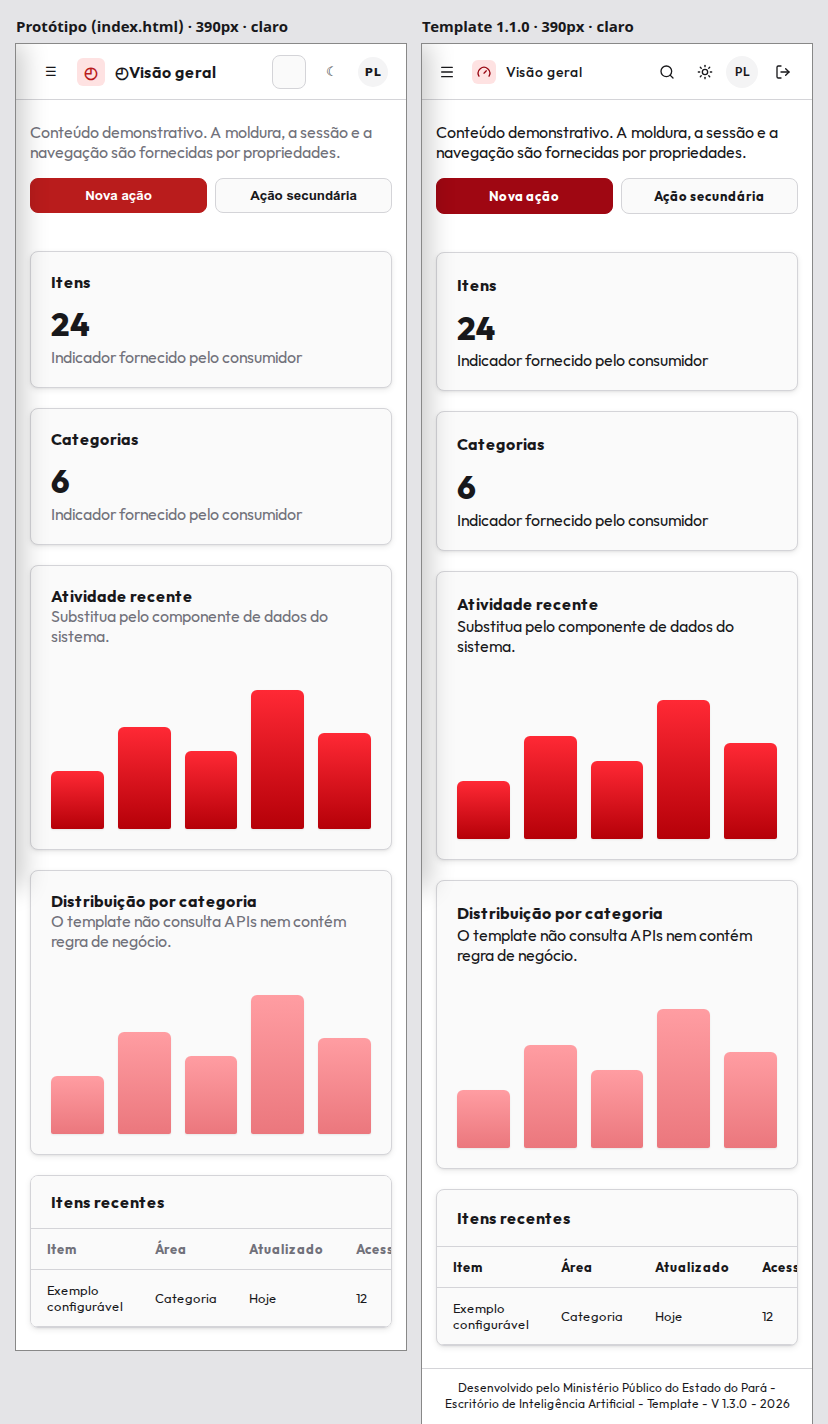 Protótipo (index.html) · 390px · claro
Visão geral
PL
Conteúdo demonstrativo. A moldura, a sessão e a
navegação são fornecidas por propriedades.
Nova ação
Ação secundária
Itens
24
Indicador fornecido pelo consumidor
Categorias
6
Indicador fornecido pelo consumidor
Atividade recente
Substitua pelo componente de dados do
sistema.
Distribuição por categoria
O template não consulta APIs nem contém
regra de negócio.
Itens recentes
Item Área Atualizado Acess
Exemplo
configurável Categoria Hoje 12
Template 1.1.0 · 390px · claro
Visão geral
PL
Conteúdo demonstrativo. A moldura, a sessão e a
navegação são fornecidas por propriedades.
Nova ação
Ação secundária
Itens
24
Indicador fornecido pelo consumidor
Categorias
6
Indicador fornecido pelo consumidor
Atividade recente
Substitua pelo componente de dados do
sistema.
Distribuição por categoria
O template não consulta APIs nem contém
regra de negócio.
Itens recentes
Item Área Atualizado Acess
Exemplo
configurável Categoria Hoje 12
Desenvolvido pelo Ministério Público do Estado do Pará -
Escritório de Inteligência Artificial - Template - V 1.3.0 - 2026